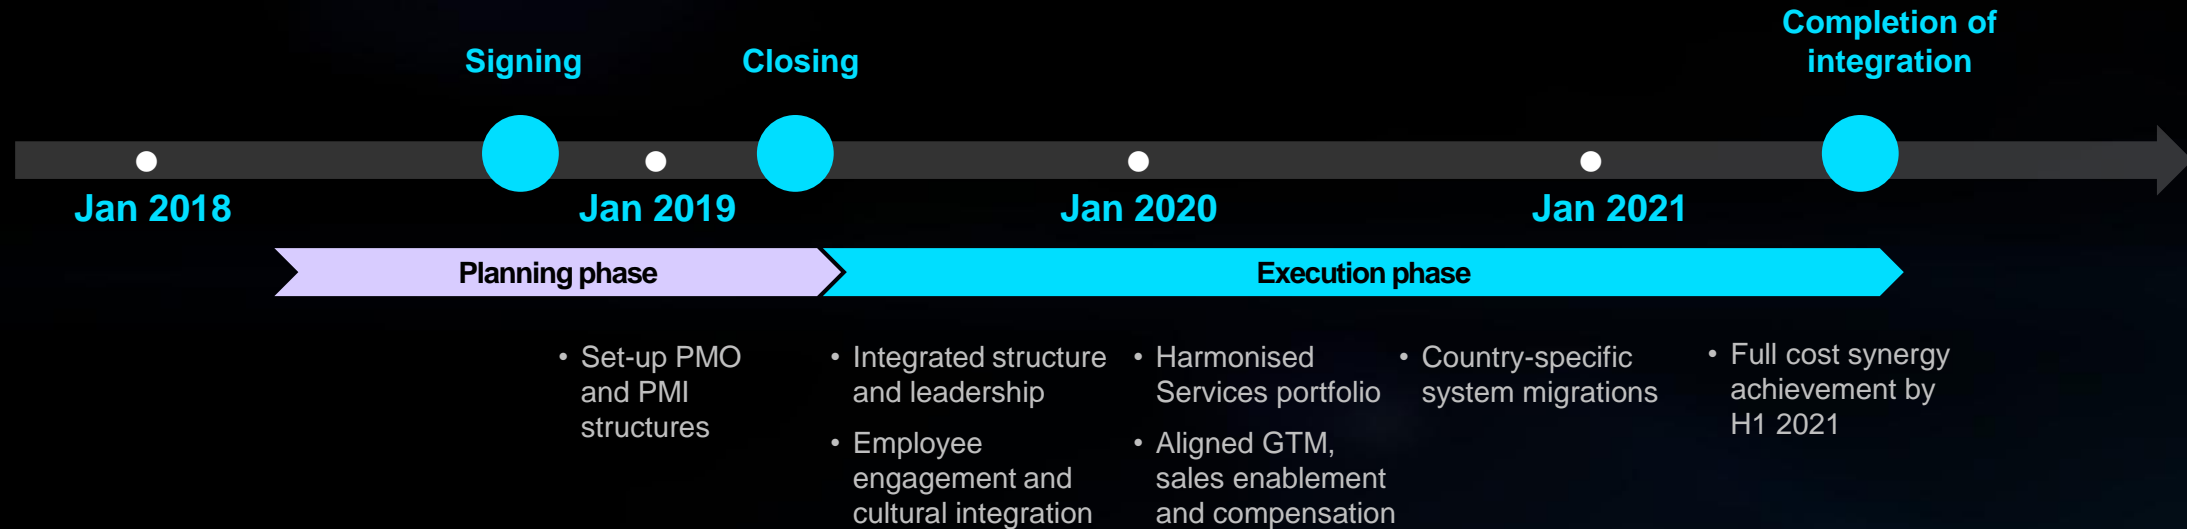 Completion of
integration
Signing
Closing
Jan 2018
Jan 2019
Jan 2020
Jan 2021
Planning phase
Execution phase
• Set-up PMO
and PMI
structures
• Integrated structure
and leadership
• Employee
engagement and
cultural integration
• Harmonised
Services portfolio
• Aligned GTM,
sales enablement
and compensation
• Country-specific
system migrations
• Full cost synergy
achievement by
H1 2021